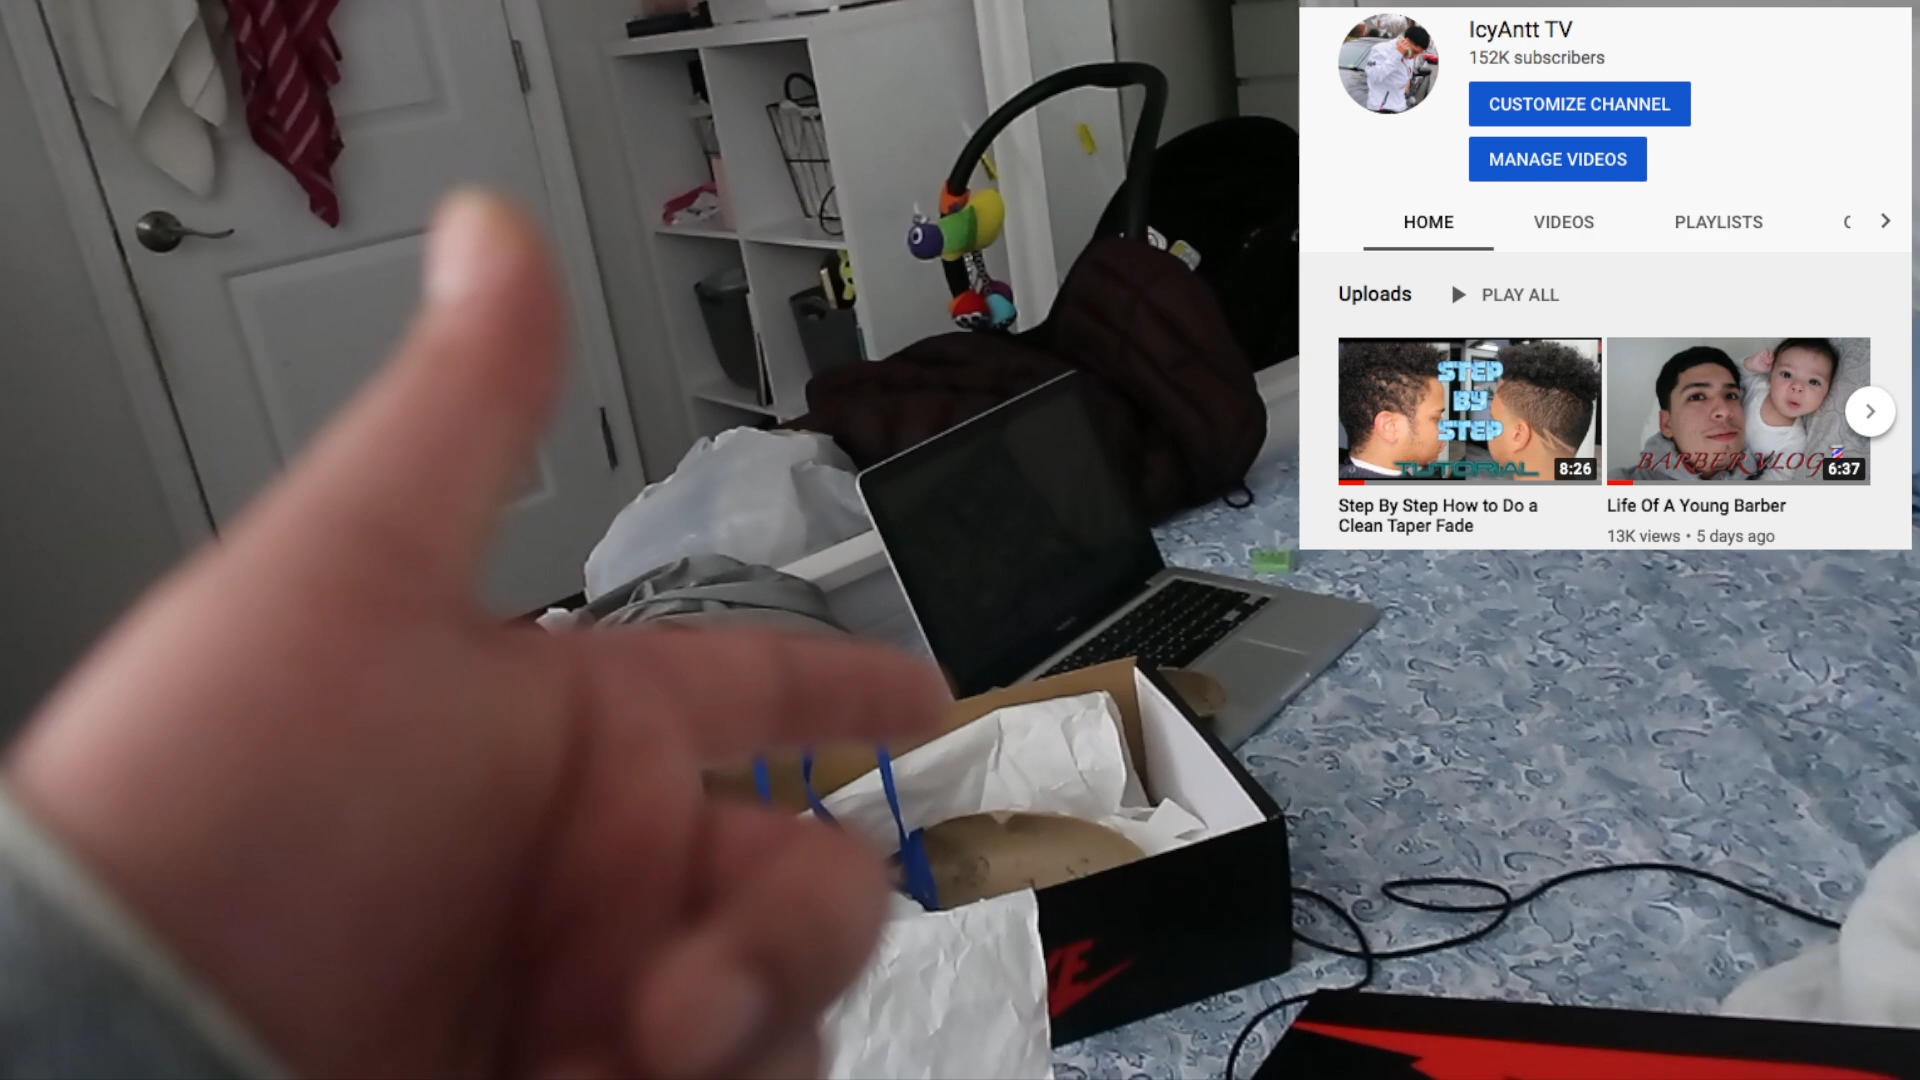 IcyAntt TV
152K subscribers
CUSTOMIZE CHANNEL
MANAGE VIDEOS
HOME VIDEOS PLAYLISTS
Uploads PLAY ALL
STEP
BY
STEP
TUTORIAL
8:26
BARBER VLOG
6:37
Step By Step How to Do a
Clean Taper Fade
Life Of A Young Barber
13K views • 5 days ago